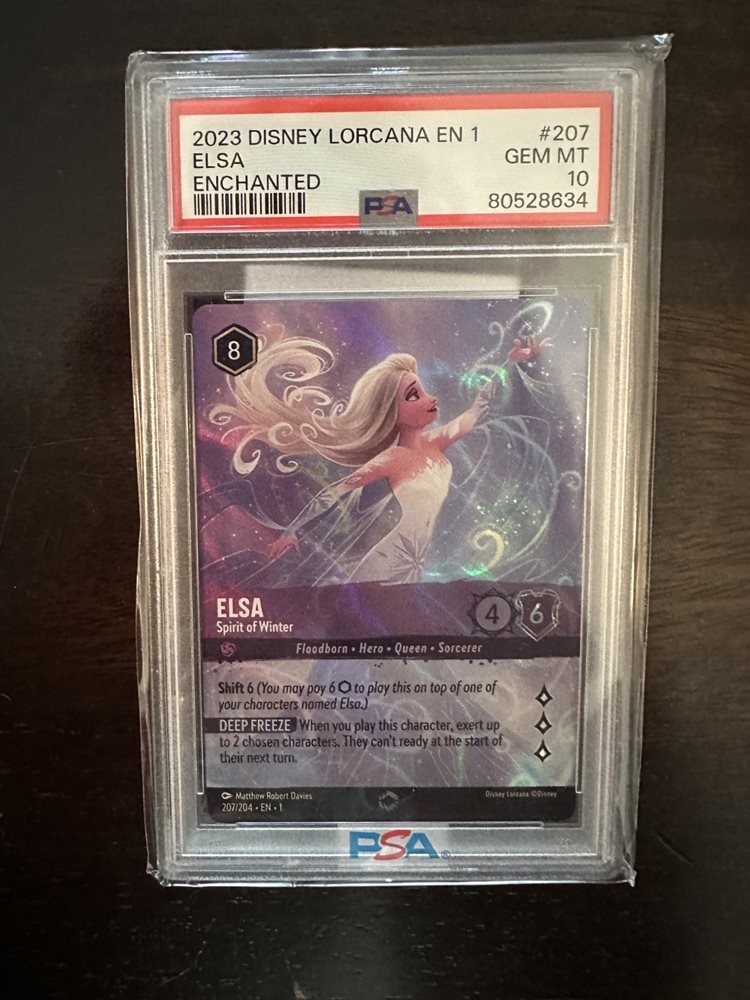 2023 DISNEY LORCANA EN 1 #207
ELSA GEM MT
ENCHANTED 10
PSA 80528634
8
ELSA
Spirit of Winter
4 6
Floodborn • Hero • Queen • Sorcerer
Shift 6 (You may pay 6 ⬡ to play this on top of one of
your characters named Elsa.)
DEEP FREEZE When you play this character, exert up
to 2 chosen characters. They can't ready at the start of
their next turn.
Matthew Robert Davies Disney Lorcana ©Disney
207/204 • EN • 1
PSA®